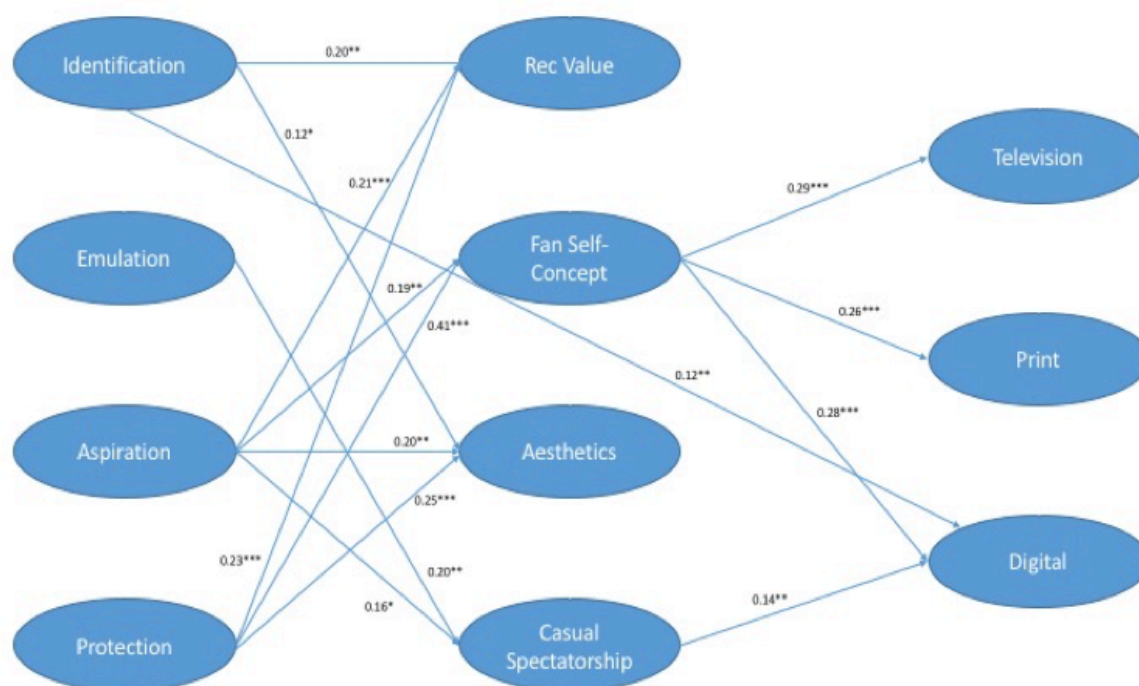 Identification
0.20**
Rec Value
0.12*
Television
0.21***
0.29***
Emulation
Fan Self-
Concept
0.19**
0.41***
0.26***
Print
0.12**
0.28***
Aspiration
0.20**
Aesthetics
0.25***
0.23***
0.20**
Digital
0.16*
0.14**
Protection
Casual
Spectatorship